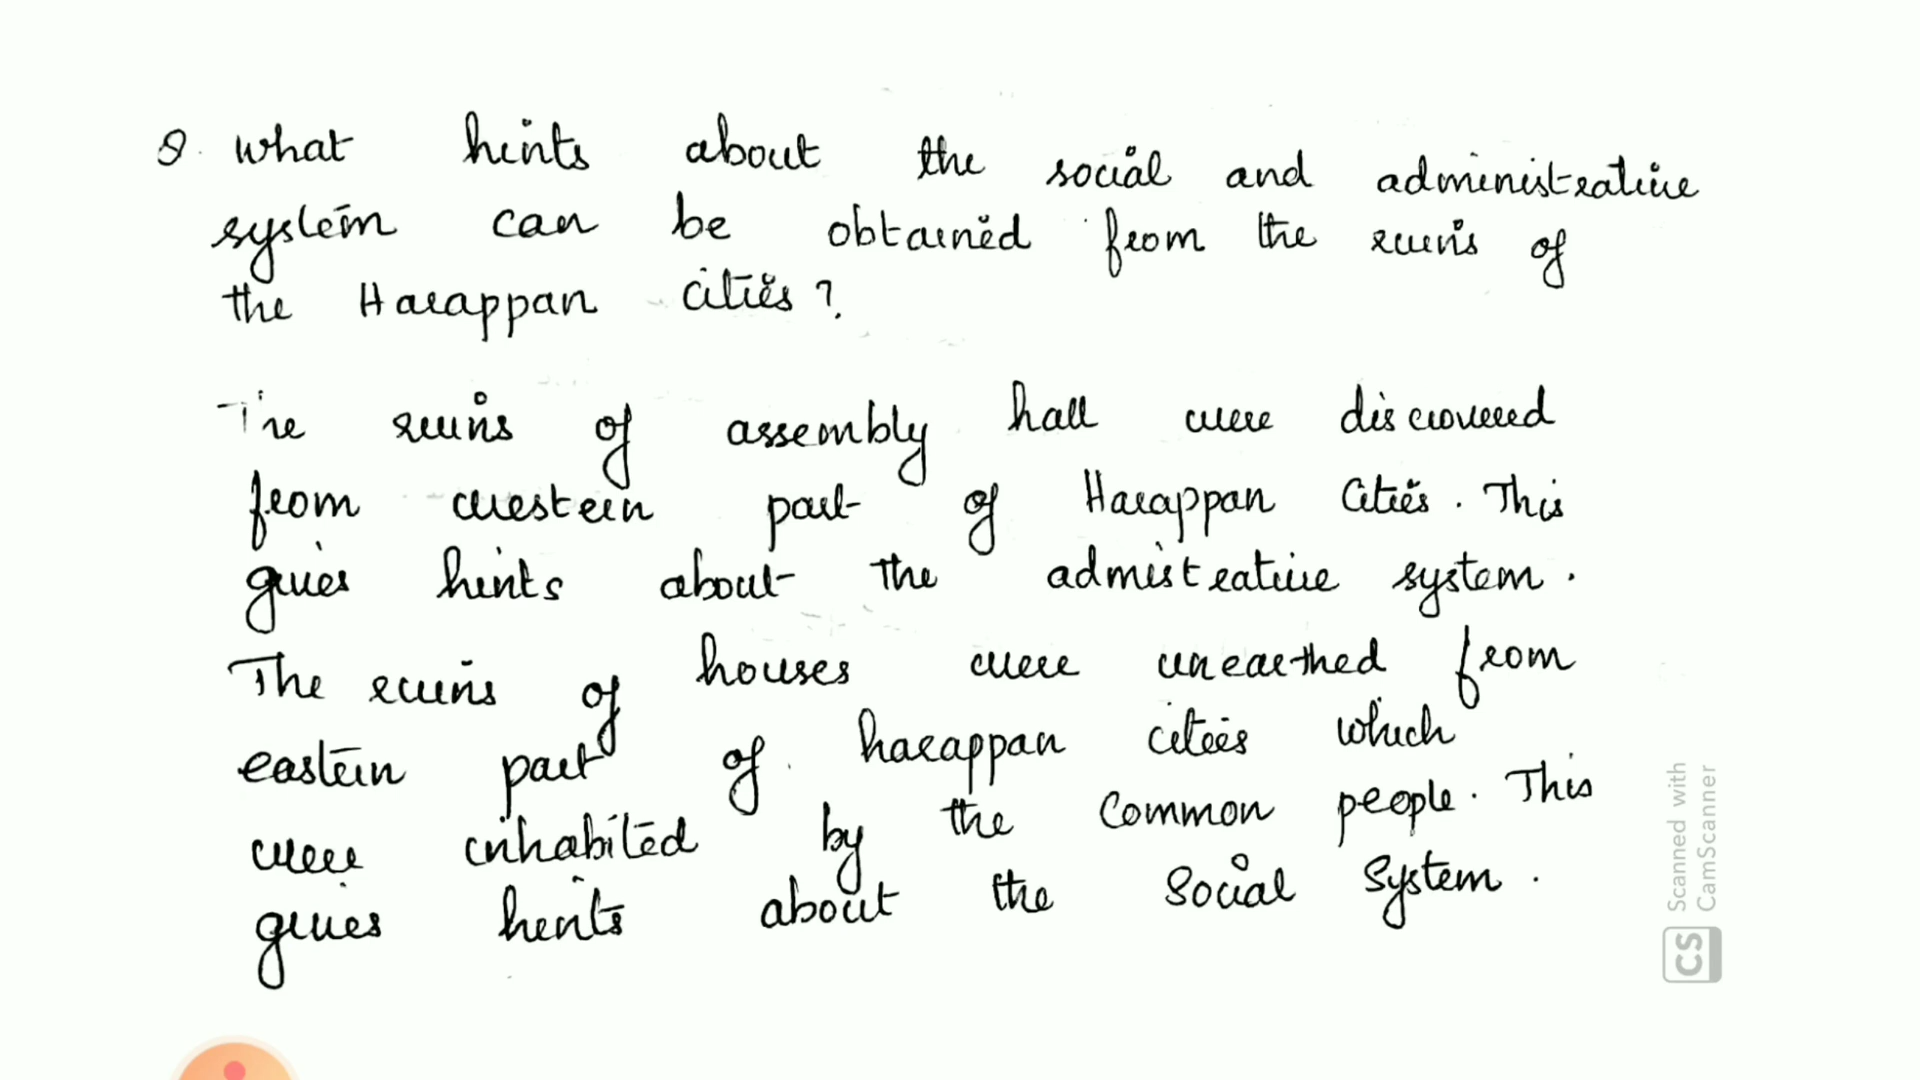 Q. What hints about the social and administrative
system can be obtained from the ruins of
the Harappan cities?
The ruins of assembly hall were discovered
from western part of Harappan Cities. This
gives hints about the admistrative system.
The ruins of houses were unearthed from
eastern part of harappan cities which
were inhabited by the Common people. This
gives hints about the Social System.
Scanned with
CamScanner
CS